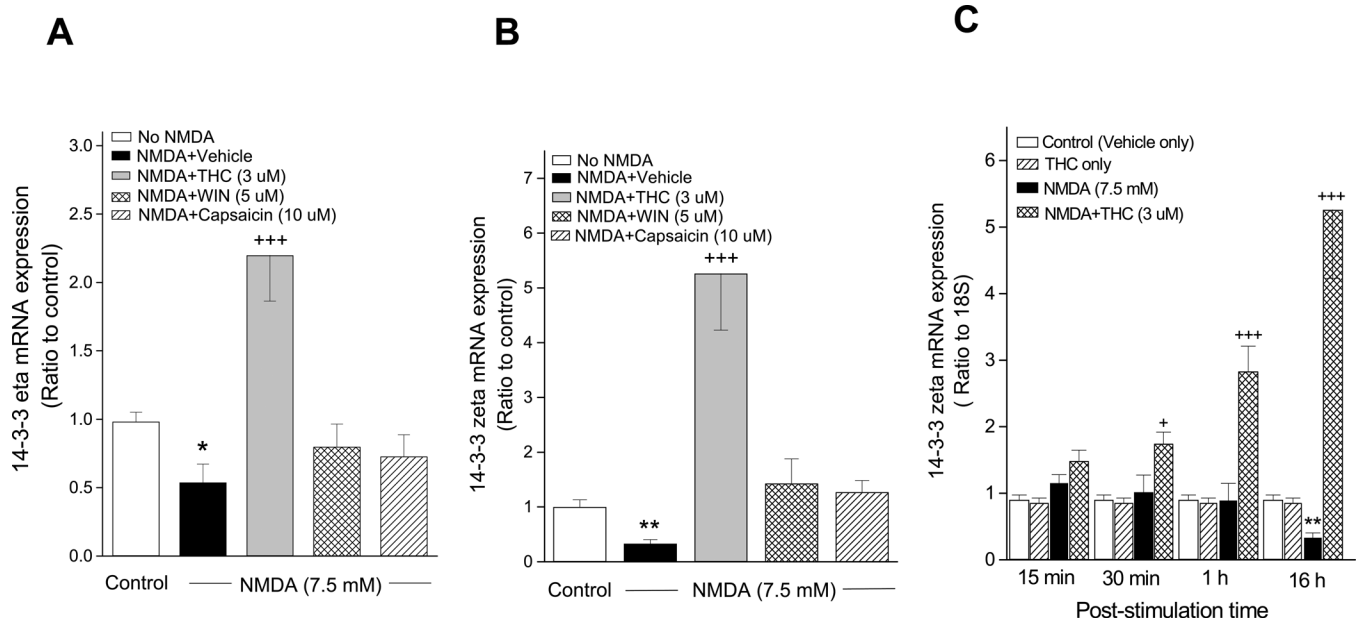 A
3.0
2.5
2.0
1.5
1.0
0.5
0.0
14-3-3 eta mRNA expression
(Ratio to control)
No NMDA
NMDA+Vehicle
NMDA+THC (3 uM)
NMDA+WIN (5 uM)
NMDA+Capsaicin (10 uM)
+++
*
Control
NMDA (7.5 mM)
B
7
6
5
4
3
2
1
0
14-3-3 zeta mRNA expression
(Ratio to control)
No NMDA
NMDA+Vehicle
NMDA+THC (3 uM)
NMDA+WIN (5 uM)
NMDA+Capsaicin (10 uM)
+++
**
Control
NMDA (7.5 mM)
C
6
5
4
3
2
1
0
14-3-3 zeta mRNA expression
( Ratio to 18S)
Control (Vehicle only)
THC only
NMDA (7.5 mM)
NMDA+THC (3 uM)
+
+++
+++
**
15 min
30 min
1 h
16 h
Post-stimulation time